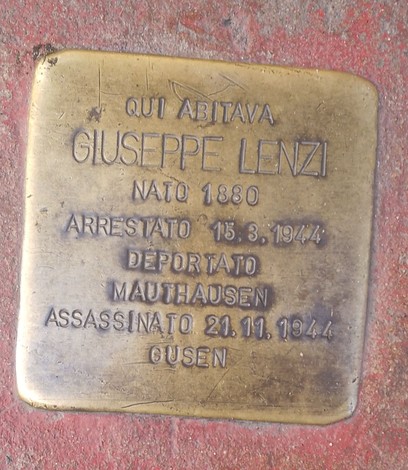 QUI ABITAVA
GIUSEPPE LENZI
NATO 1880
ARRESTATO 15.3.1944
DEPORTATO
MAUTHAUSEN
ASSASSINATO 21.11.1944
GUSEN